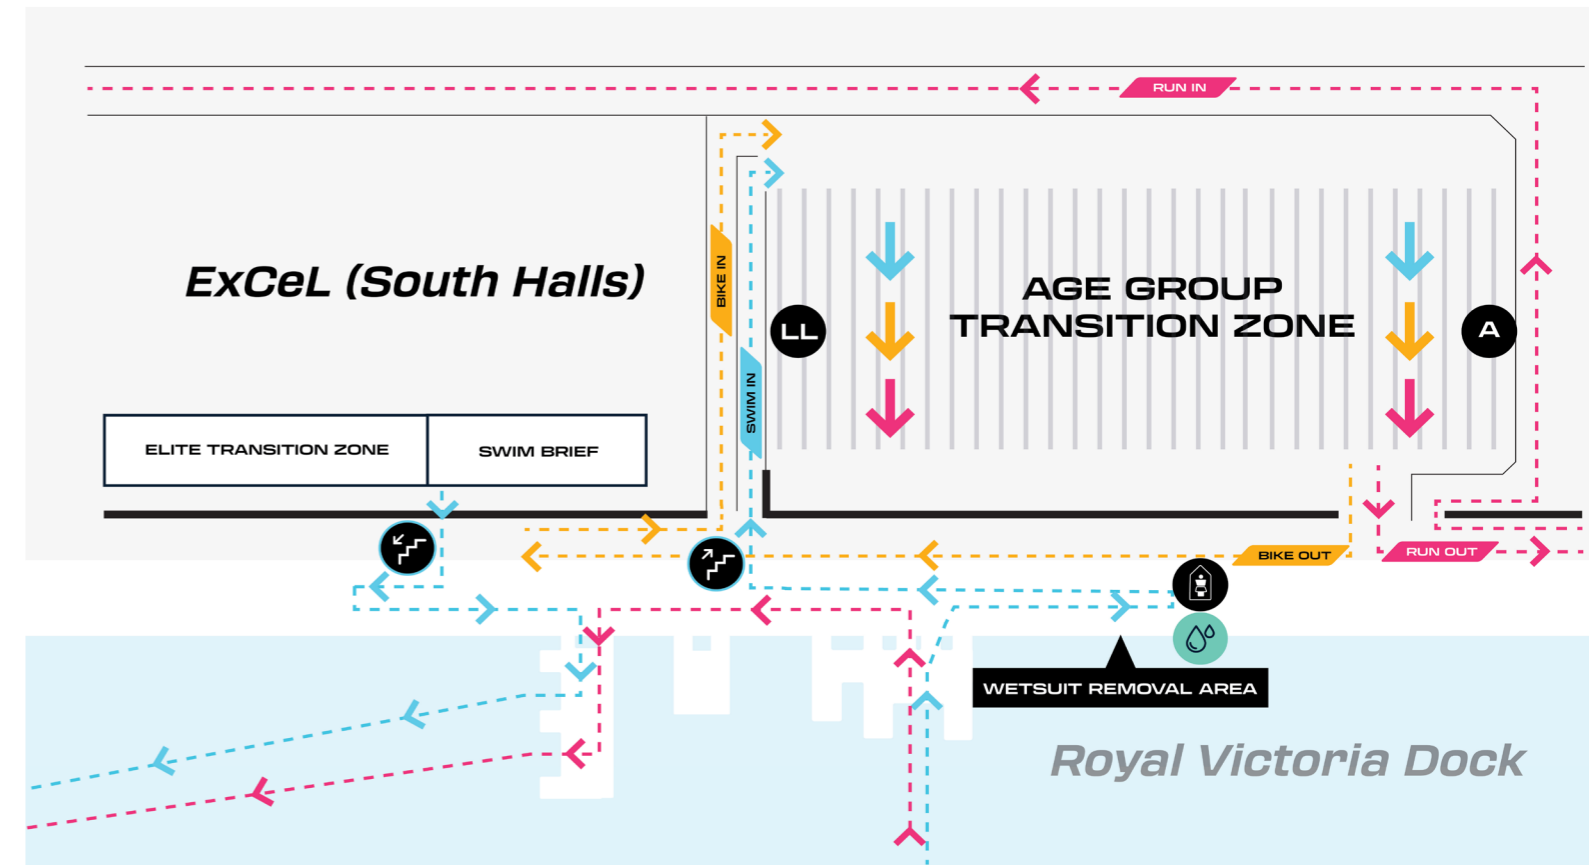 RUN IN
BIKE IN
ExCeL (South Halls)
AGE GROUP
TRANSITION ZONE
LL
A
SWIM IN
ELITE TRANSITION ZONE
SWIM BRIEF
BIKE OUT
RUN OUT
WETSUIT REMOVAL AREA
Royal Victoria Dock